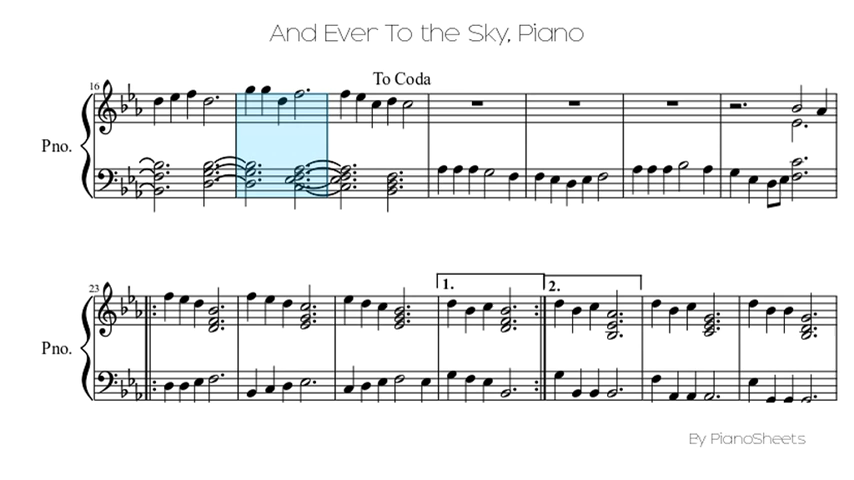 And Ever To the Sky, Piano
To Coda
16
Pno.
23
1.
2.
Pno.
By PianoSheets